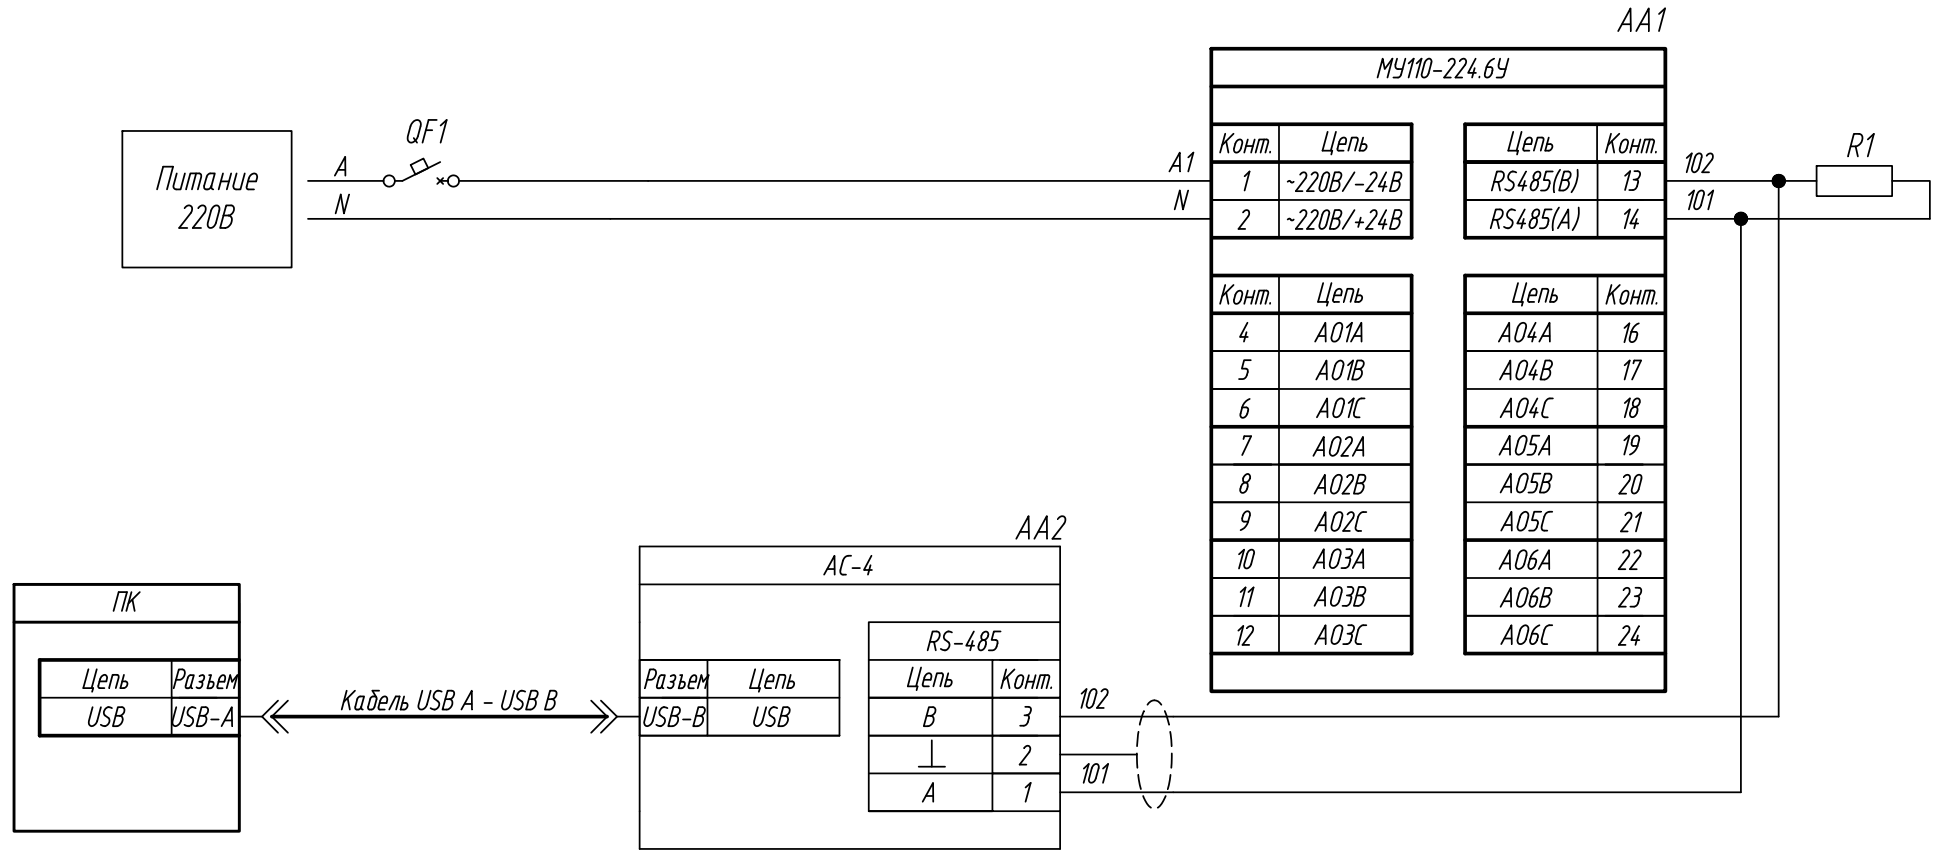 AA1
МУ110-224.6У
Конт. Цепь
1 ~220В/-24В
2 ~220В/+24В
Цепь Конт.
RS485(B) 13
RS485(A) 14
Питание
220В
A
N
QF1
A1
N
102
101
R1
Конт. Цепь
4 AO1A
5 AO1B
6 AO1C
7 AO2A
8 AO2B
9 AO2C
10 AO3A
11 AO3B
12 AO3C
Цепь Конт.
AO4A 16
AO4B 17
AO4C 18
AO5A 19
AO5B 20
AO5C 21
AO6A 22
AO6B 23
AO6C 24
ПК
Цепь Разъем
USB USB-A
Кабель USB A - USB B
AA2
АС-4
Разъем Цепь
USB-B USB
RS-485
Цепь Конт.
B 3
2
A 1
102
101